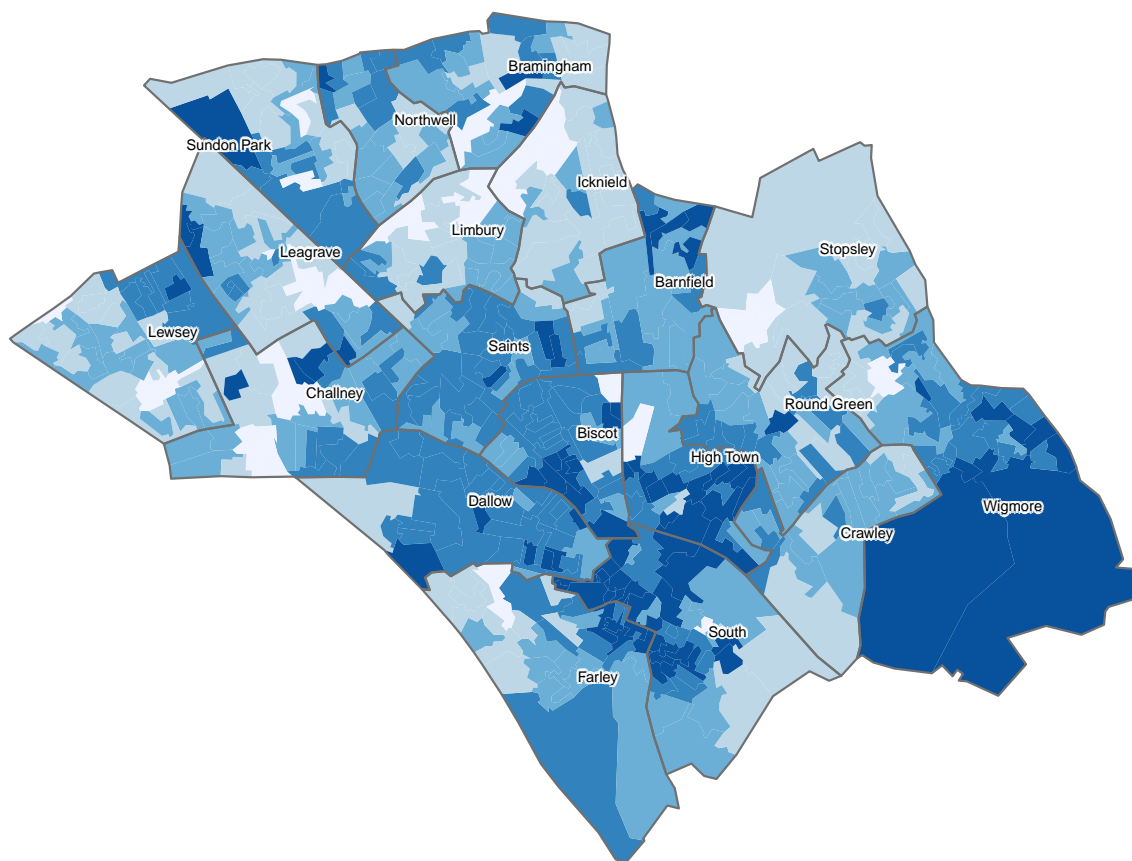 Bramingham
Northwell
Sundon Park
Icknield
Limbury
Stopsley
Leagrave
Barnfield
Lewsey
Saints
Challney
Round Green
Biscot
High Town
Dallow
Wigmore
Crawley
South
Farley